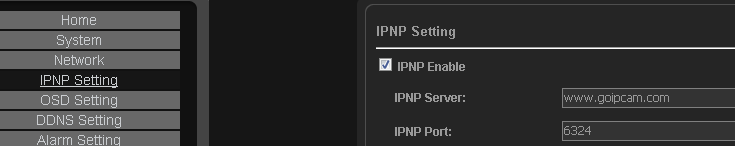 Home
System
Network
IPNP Setting
OSD Setting
DDNS Setting
Alarm Setting
IPNP Setting
IPNP Enable
IPNP Server: www.goipcam.com
IPNP Port: 6324